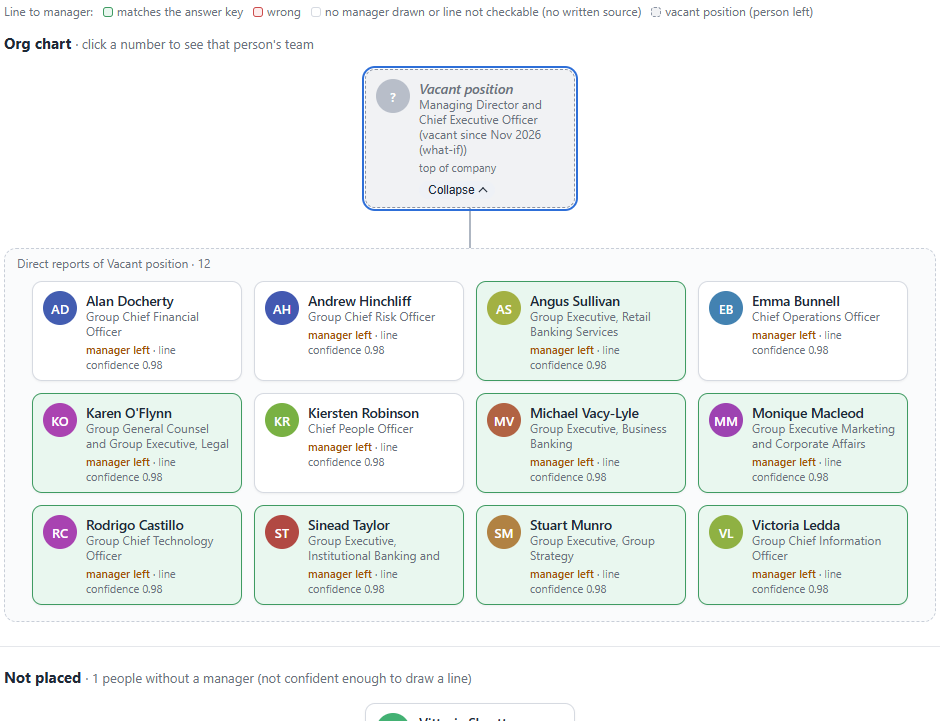 Line to manager: matches the answer key wrong no manager drawn or line not checkable (no written source) vacant position (person left)
Org chart · click a number to see that person's team
?
Vacant position
Managing Director and
Chief Executive Officer
(vacant since Nov 2026
(what-if))
top of company
Collapse
Direct reports of Vacant position · 12
AD
Alan Docherty
Group Chief Financial
Officer
manager left · line
confidence 0.98
AH
Andrew Hinchliff
Group Chief Risk Officer
manager left · line
confidence 0.98
AS
Angus Sullivan
Group Executive, Retail
Banking Services
manager left · line
confidence 0.98
EB
Emma Bunnell
Chief Operations Officer
manager left · line
confidence 0.98
KO
Karen O'Flynn
Group General Counsel
and Group Executive, Legal
manager left · line
confidence 0.98
KR
Kiersten Robinson
Chief People Officer
manager left · line
confidence 0.98
MV
Michael Vacy-Lyle
Group Executive, Business
Banking
manager left · line
confidence 0.98
MM
Monique Macleod
Group Executive Marketing
and Corporate Affairs
manager left · line
confidence 0.98
RC
Rodrigo Castillo
Group Chief Technology
Officer
manager left · line
confidence 0.98
ST
Sinead Taylor
Group Executive,
Institutional Banking and
manager left · line
confidence 0.98
SM
Stuart Munro
Group Executive, Group
Strategy
manager left · line
confidence 0.98
VL
Victoria Ledda
Group Chief Information
Officer
manager left · line
confidence 0.98
Not placed · 1 people without a manager (not confident enough to draw a line)